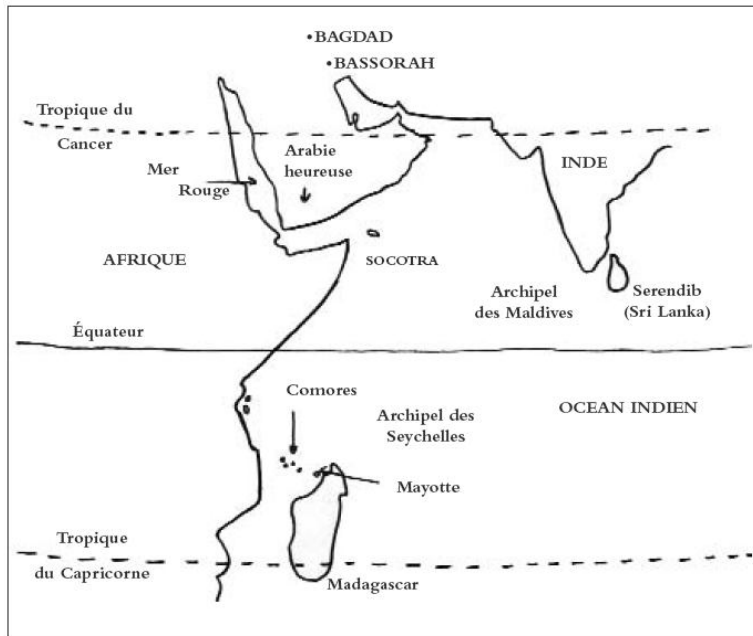 •BAGDAD
•BASSORAH
Tropique du
Cancer
Mer
Rouge
Arabie
heureuse
INDE
AFRIQUE
SOCOTRA
Archipel
des Maldives
Serendib
(Sri Lanka)
Équateur
Comores
Archipel des
Seychelles
OCEAN INDIEN
Mayotte
Tropique
du Capricorne
Madagascar